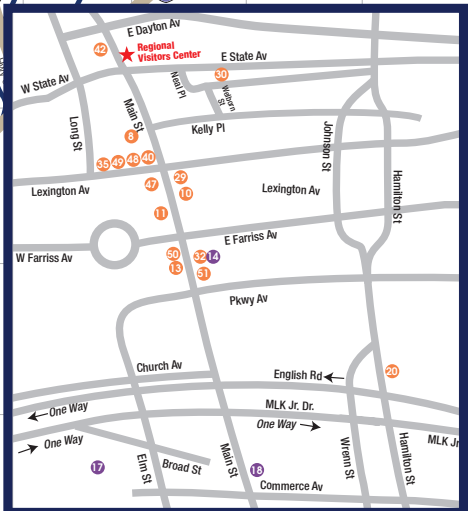 E Dayton Av
42
Regional
Visitors Center
E State Av
30
W State Av
Neal Pl
Welborn
St
Main St
Long St
8
Kelly Pl
Johnson St
35 49 48 40
Hamilton St
29
47
10
Lexington Av
Lexington Av
11
E Farriss Av
W Farriss Av
50
32 14
13
51
Pkwy Av
Church Av
English Rd
20
One Way
MLK Jr. Dr.
One Way
One Way
MLK Jr
Elm St
Broad St
Main St
Wrenn St
Hamilton St
17
18
Commerce Av